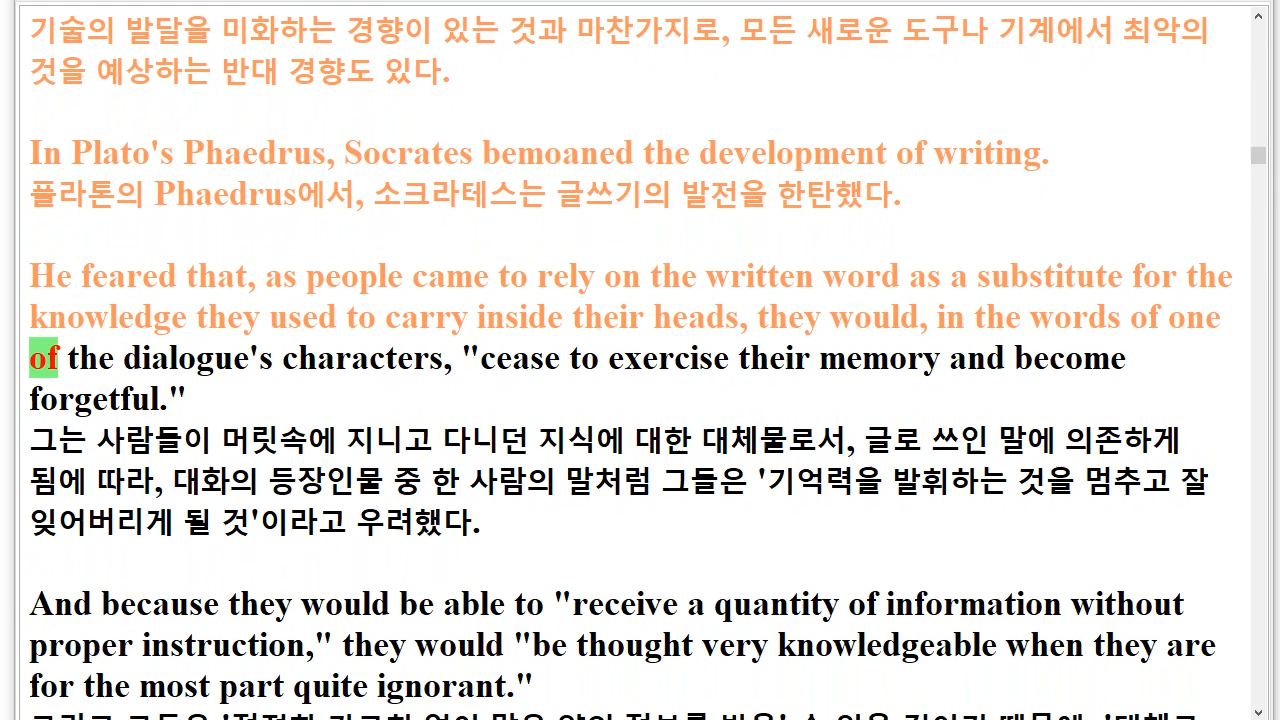 기술의 발달을 미화하는 경향이 있는 것과 마찬가지로, 모든 새로운 도구나 기계에서 최악의
것을 예상하는 반대 경향도 있다.
In Plato's Phaedrus, Socrates bemoaned the development of writing.
플라톤의 Phaedrus에서, 소크라테스는 글쓰기의 발전을 한탄했다.
He feared that, as people came to rely on the written word as a substitute for the
knowledge they used to carry inside their heads, they would, in the words of one
of the dialogue's characters, "cease to exercise their memory and become
forgetful."
그는 사람들이 머릿속에 지니고 다니던 지식에 대한 대체물로서, 글로 쓰인 말에 의존하게
됨에 따라, 대화의 등장인물 중 한 사람의 말처럼 그들은 '기억력을 발휘하는 것을 멈추고 잘
잊어버리게 될 것'이라고 우려했다.
And because they would be able to "receive a quantity of information without
proper instruction," they would "be thought very knowledgeable when they are
for the most part quite ignorant."